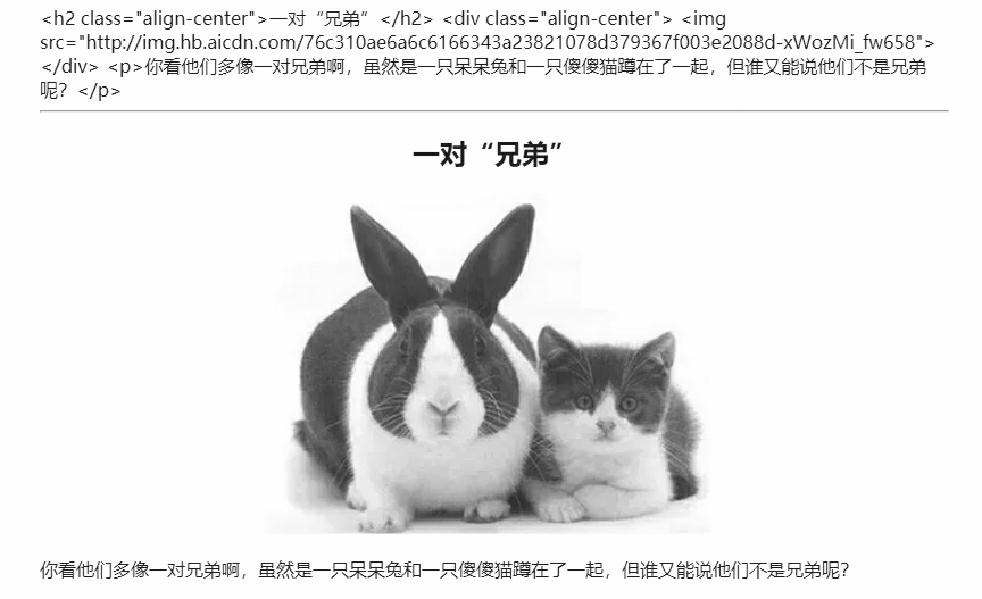 <h2 class="align-center">一对“兄弟”</h2> <div class="align-center"> <img
src="http://img.hb.aicdn.com/76c310ae6a6c6166343a23821078d379367f003e2088d-xWozMi_fw658">
</div> <p>你看他们多像一对兄弟啊，虽然是一只呆呆兔和一只傻傻猫蹲在了一起，但谁又能说他们不是兄弟
呢？</p>
一对“兄弟”
你看他们多像一对兄弟啊，虽然是一只呆呆兔和一只傻傻猫蹲在了一起，但谁又能说他们不是兄弟呢？